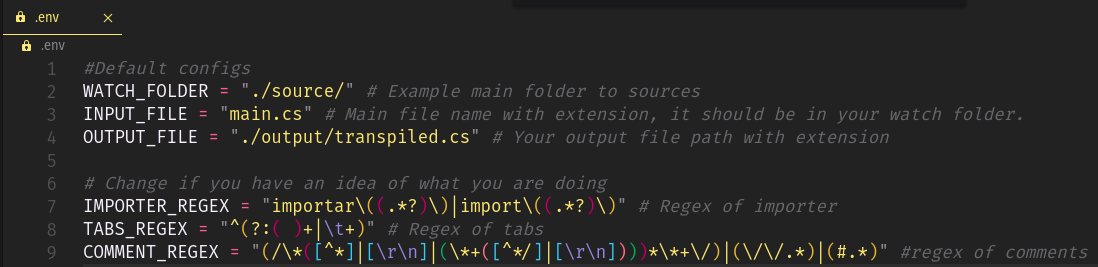 .env ×
.env
1 #Default configs
2 WATCH_FOLDER = "./source/" # Example main folder to sources
3 INPUT_FILE = "main.cs" # Main file name with extension, it should be in your watch folder.
4 OUTPUT_FILE = "./output/transpiled.cs" # Your output file path with extension
5
6 # Change if you have an idea of what you are doing
7 IMPORTER_REGEX = "importar\((.*?)\)|import\((.*?)\)" # Regex of importer
8 TABS_REGEX = "^(?:( )+|\t+)" # Regex of tabs
9 COMMENT_REGEX = "(/\*([^*]|[\r\n]|(\*+([^*/]|[\r\n])))*\*+\/)|(\/\/.*)|(#.*)" #regex of comments